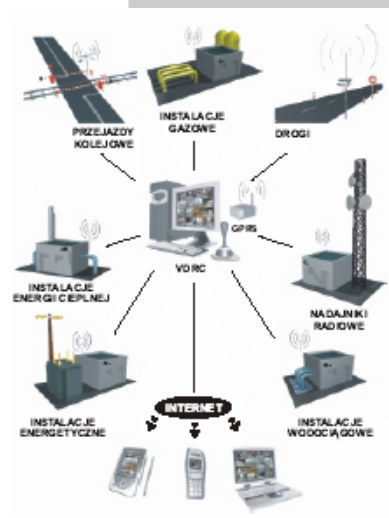 PRZEJAZDY
KOLEJOWE
INSTALACJE
GAZOWE
DROGI
GPRS
VDRC
INSTALACJE
ENERGII CIEPLNEJ
NADAJNIKI
RADIOWE
INSTALACJE
ENERGETYCZNE
INTERNET
INSTALACJE
WODOCIĄGOWE